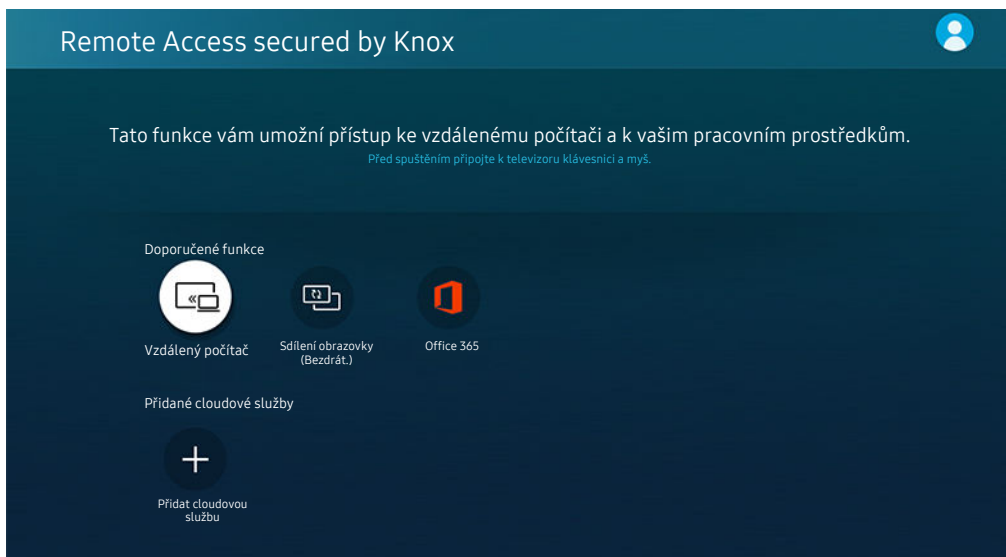 Remote Access secured by Knox
Tato funkce vám umožní přístup ke vzdálenému počítači a k vašim pracovním prostředkům.
Před spuštěním připojte k televizoru klávesnici a myš.
Doporučené funkce
Vzdálený počítač
Sdílení obrazovky
(Bezdrát.)
Office 365
Přidané cloudové služby
Přidat cloudovou
službu